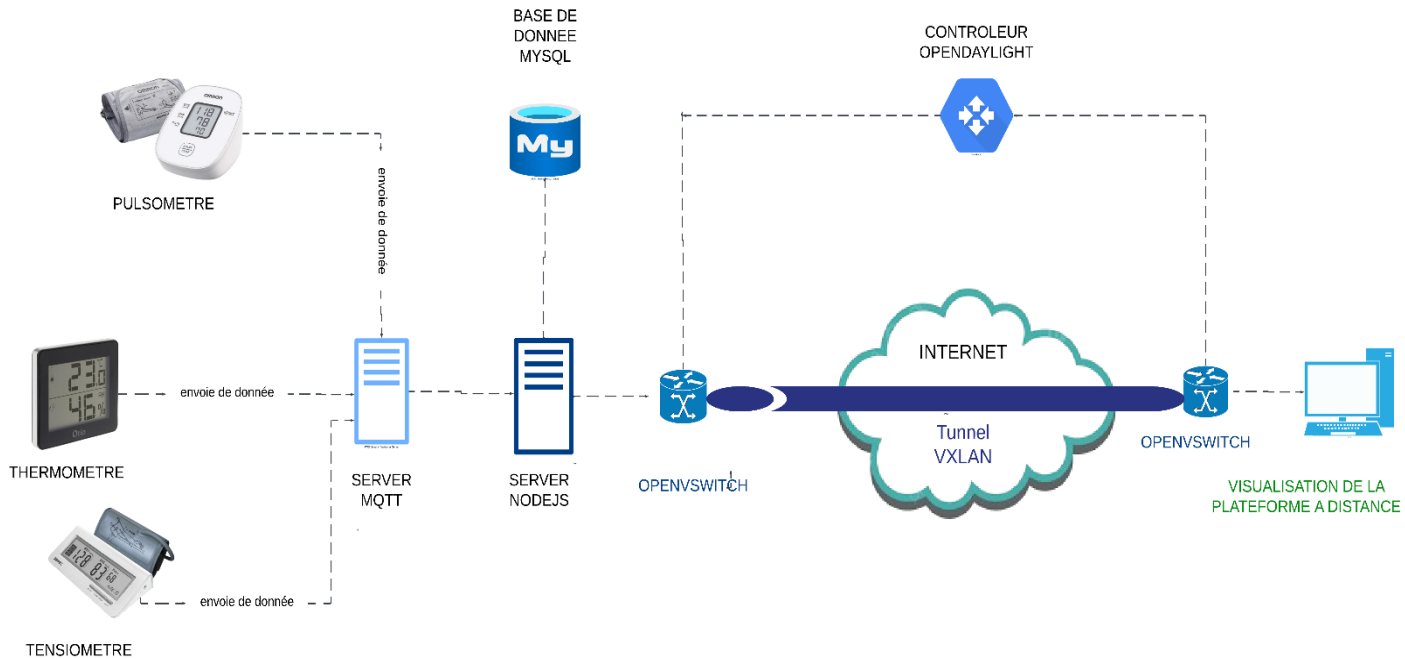 BASE DE
DONNEE
MYSQL
CONTROLEUR
OPENDAYLIGHT
My
PULSOMETRE
envoie de donnée
INTERNET
envoie de donnée
Tunnel
VXLAN
OPENVSWITCH
THERMOMETRE
SERVER
MQTT
SERVER
NODEJS
OPENVSWITCH
VISUALISATION DE LA
PLATEFORME A DISTANCE
envoie de donnée
TENSIOMETRE